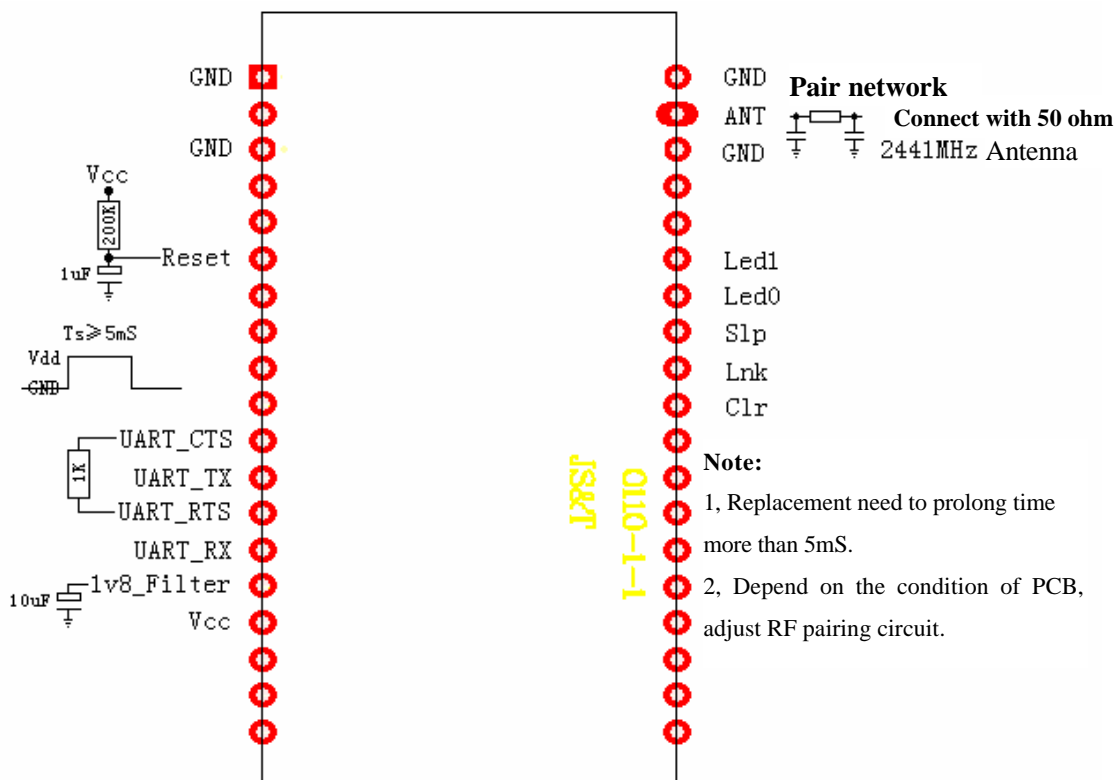 GND
GND
Vcc
200K
Reset
1uF
Ts≥5mS
Vdd
GND
UART_CTS
1K
UART_TX
UART_RTS
UART_RX
1v8_Filter
10uF
Vcc
GND
Pair network
ANT
Connect with 50 ohm
GND
2441MHz Antenna
Led1
Led0
Slp
Lnk
Clr
0110-1-1
JS&T
Note:
1, Replacement need to prolong time
more than 5mS.
2, Depend on the condition of PCB,
adjust RF pairing circuit.